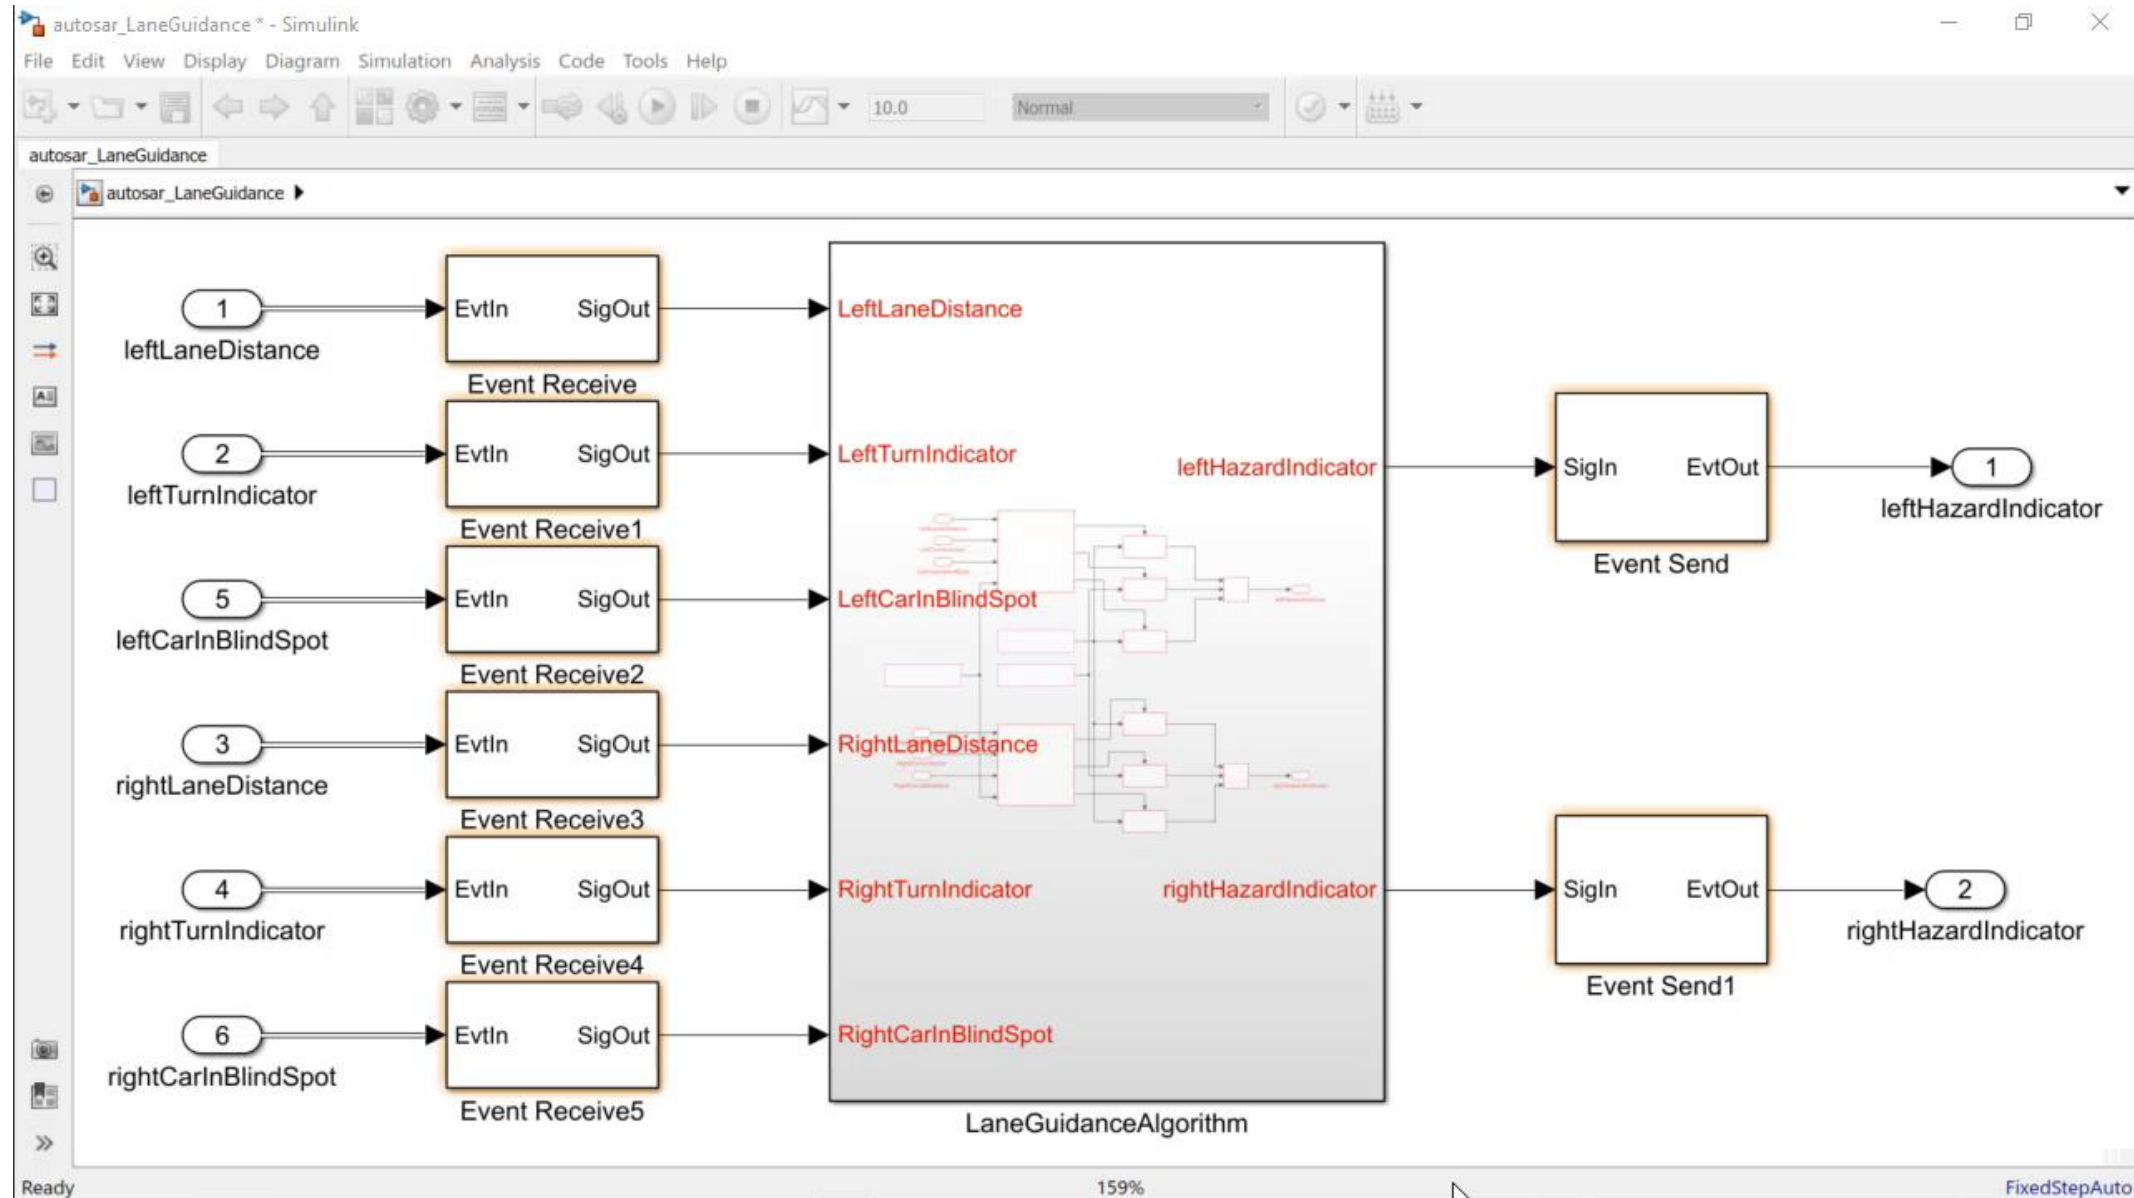 autosar_LaneGuidance * - Simulink
File Edit View Display Diagram Simulation Analysis Code Tools Help
10.0 Normal
autosar_LaneGuidance
autosar_LaneGuidance
1 EvtIn SigOut LeftLaneDistance
leftLaneDistance
Event Receive
2 EvtIn SigOut LeftTurnIndicator
leftTurnIndicator
Event Receive1
leftHazardIndicator SigIn EvtOut 1
leftHazardIndicator
Event Send
5 EvtIn SigOut LeftCarInBlindSpot
leftCarInBlindSpot
Event Receive2
3 EvtIn SigOut RightLaneDistance
rightLaneDistance
Event Receive3
4 EvtIn SigOut RightTurnIndicator rightHazardIndicator SigIn EvtOut 2
rightTurnIndicator rightHazardIndicator
Event Receive4
Event Send1
6 EvtIn SigOut RightCarInBlindSpot
rightCarInBlindSpot
Event Receive5
LaneGuidanceAlgorithm
Ready 159% FixedStepAuto